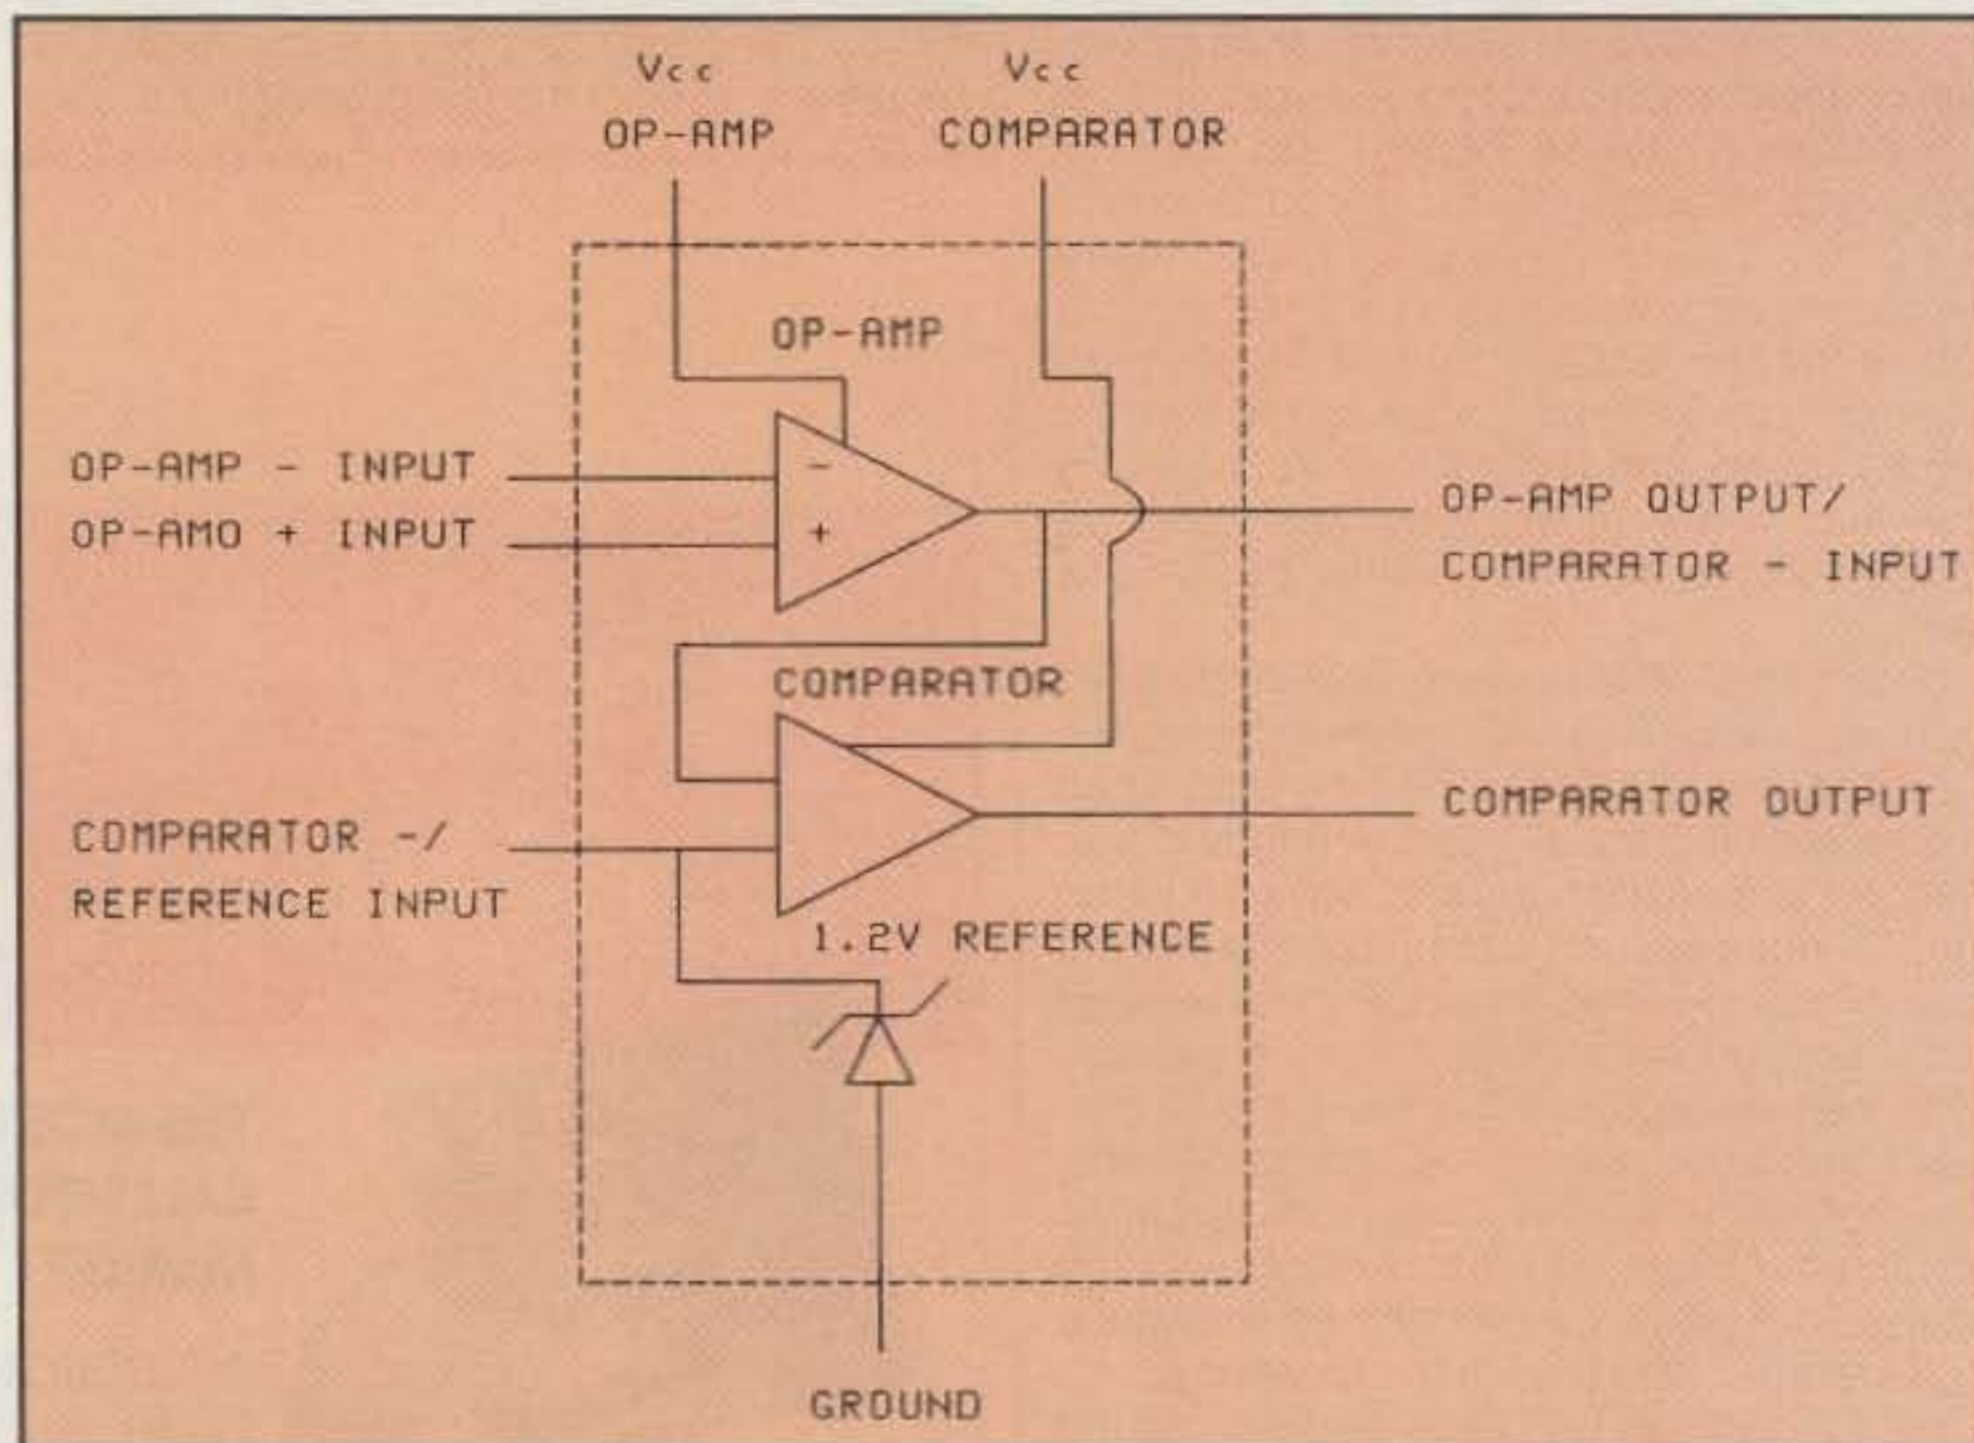 Vcc
OP-AMP
Vcc
COMPARATOR
OP-AMP
OP-AMP - INPUT
OP-AMO + INPUT
-
+
OP-AMP OUTPUT/
COMPARATOR - INPUT
COMPARATOR
COMPARATOR -/
REFERENCE INPUT
COMPARATOR OUTPUT
1.2V REFERENCE
GROUND